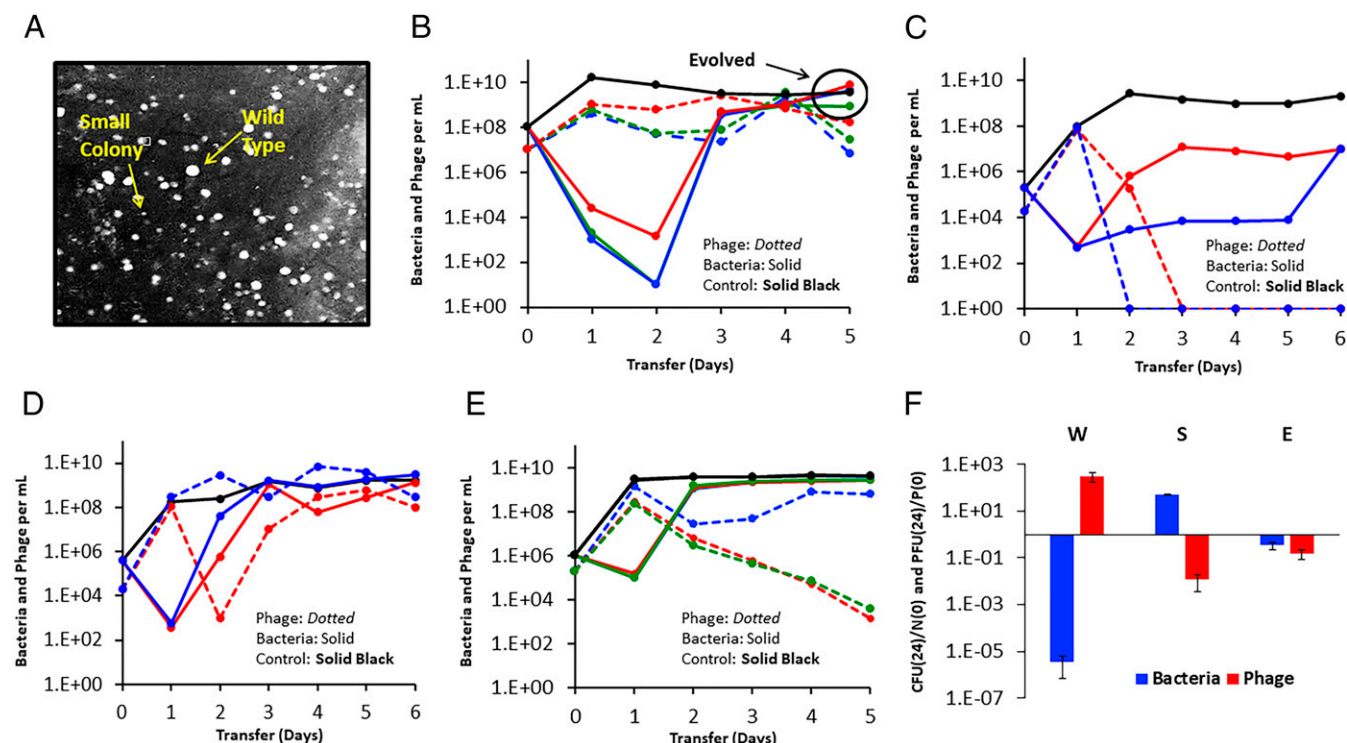 A
Small
Colony
Wild
Type
B
Evolved
Bacteria and Phage per mL
1.E+10
1.E+08
1.E+06
1.E+04
1.E+02
1.E+00
Phage: Dotted
Bacteria: Solid
Control: Solid Black
0 1 2 3 4 5
Transfer (Days)
C
Bacteria and Phage per mL
1.E+10
1.E+08
1.E+06
1.E+04
1.E+02
1.E+00
Phage: Dotted
Bacteria: Solid
Control: Solid Black
0 1 2 3 4 5 6
Transfer (Days)
D
Bacteria and Phage per mL
1.E+10
1.E+08
1.E+06
1.E+04
1.E+02
1.E+00
Phage: Dotted
Bacteria: Solid
Control: Solid Black
0 1 2 3 4 5 6
Transfer (Days)
E
Bacteria and Phage per mL
1.E+10
1.E+08
1.E+06
1.E+04
1.E+02
1.E+00
Phage: Dotted
Bacteria: Solid
Control: Solid Black
0 1 2 3 4 5
Transfer (Days)
F
W S E
CFU(24)/N(0) and PFU(24)/P(0)
1.E+03
1.E+01
1.E-01
1.E-03
1.E-05
1.E-07
Bacteria Phage